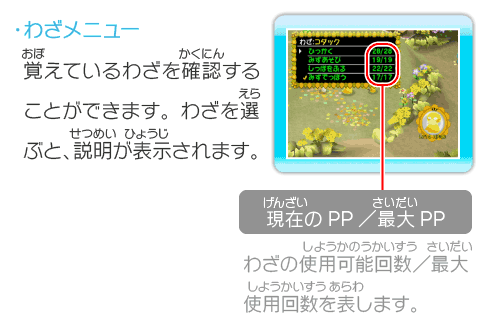 ・わざメニュー
おぼ かくにん
覚えているわざを確認する
えら
ことができます。わざを選
せつめい ひょうじ
ぶと、説明が表示されます。
わざ:コダック
ひっかく 28/28
みずあそび 19/19
しっぽをふる 22/22
みずでっぽう 17/17
げんざい さいだい
現在の PP ／最大 PP
しようかのうかいすう さいだい
わざの使用可能回数／最大
しようかいすう あらわ
使用回数を表します。